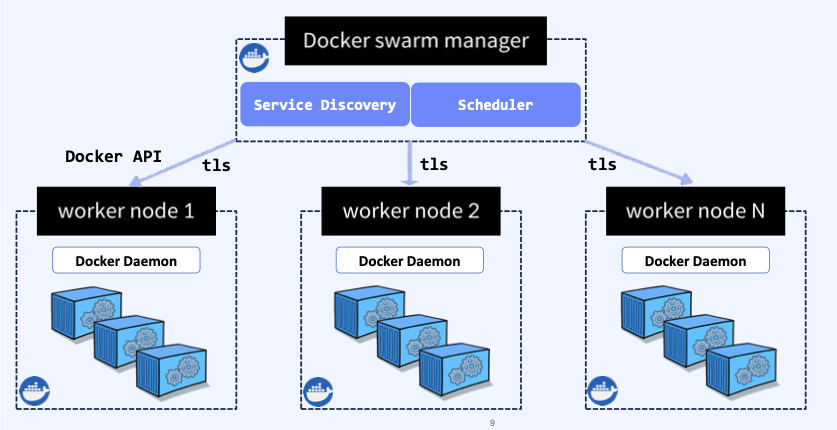 Docker swarm manager
Service Discovery
Scheduler
Docker API
tls
tls
tls
worker node 1
worker node 2
worker node N
Docker Daemon
Docker Daemon
Docker Daemon
9